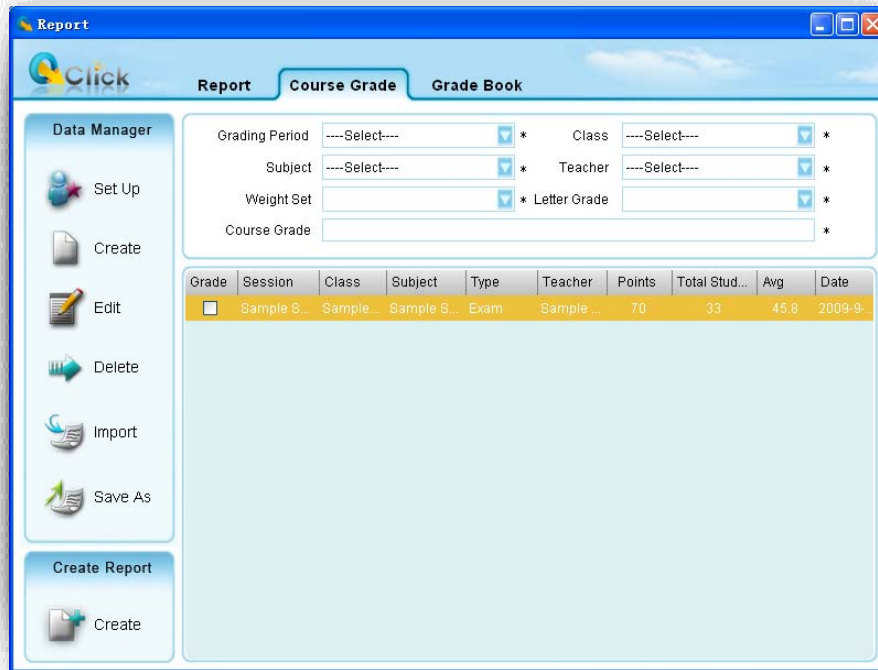 Report
QClick
Report Course Grade Grade Book
Data Manager
Set Up
Create
Edit
Delete
Import
Save As
Create Report
Create
Grading Period ----Select---- * Class ----Select---- *
Subject ----Select---- * Teacher ----Select---- *
Weight Set * Letter Grade *
Course Grade *
Grade Session Class Subject Type Teacher Points Total Stud... Avg Date
Sample S... Sample... Sample S... Exam Sample ... 70 33 45.8 2009-9-...